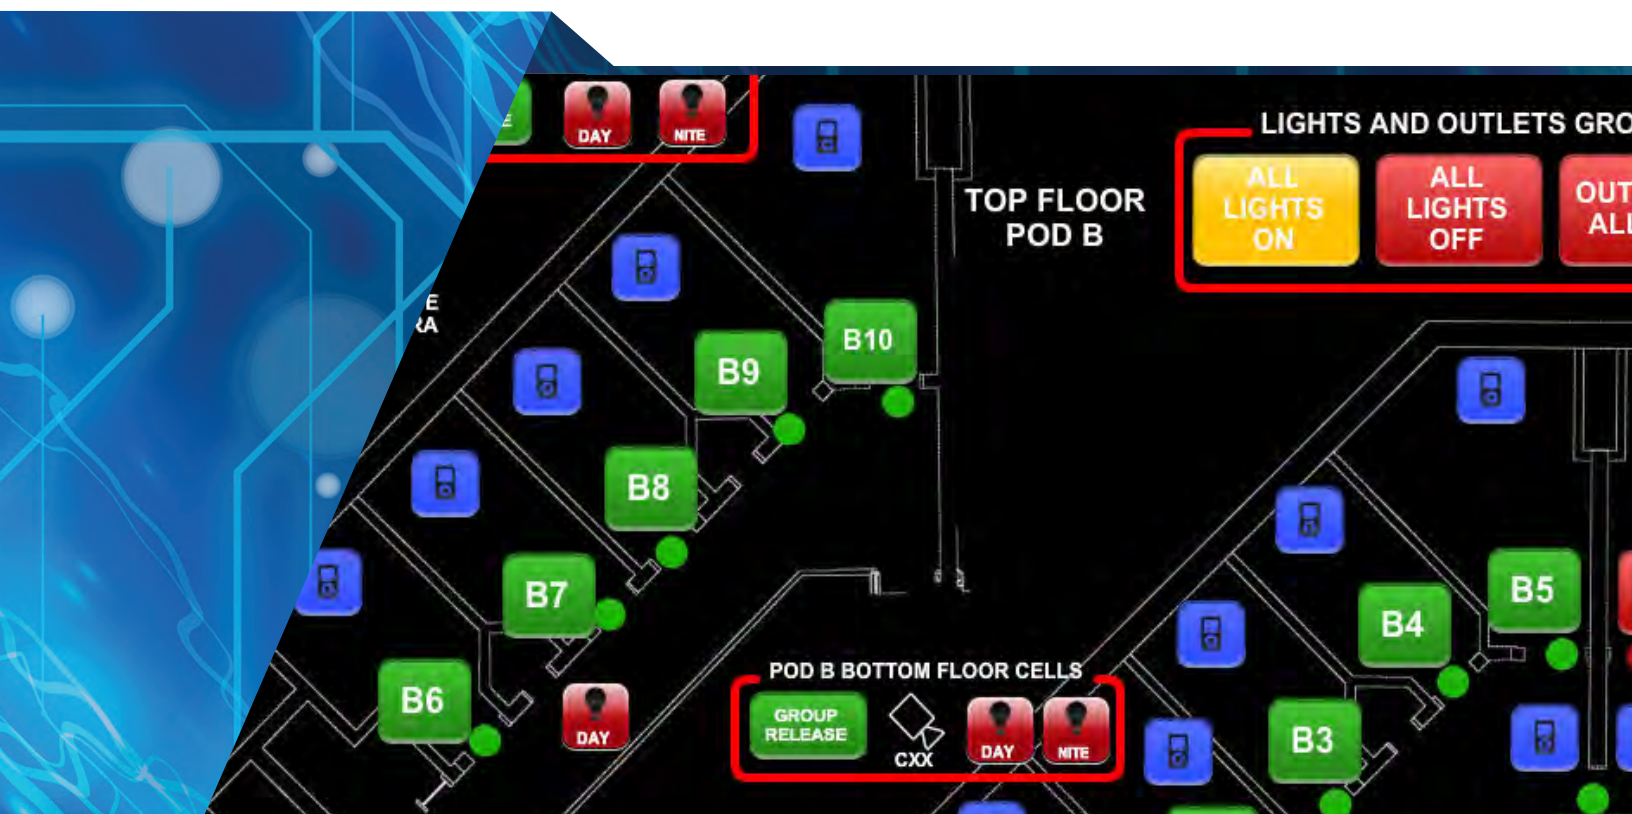 E
DAY
NITE
LIGHTS AND OUTLETS GRO
ALL
LIGHTS
ON
ALL
LIGHTS
OFF
OUT
ALL
TOP FLOOR
POD B
E
RA
B10
B9
B8
B7
B6
DAY
B5
B4
B3
POD B BOTTOM FLOOR CELLS
GROUP
RELEASE
CXX
DAY
NITE